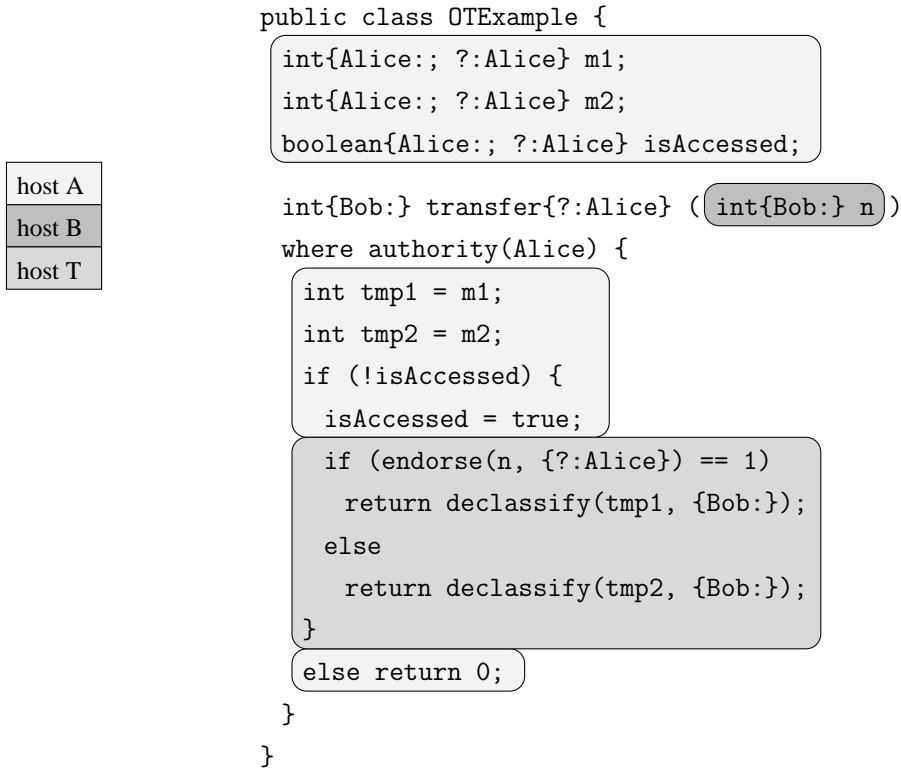 public class OTExample {
int{Alice:; ?:Alice} m1;
int{Alice:; ?:Alice} m2;
boolean{Alice:; ?:Alice} isAccessed;
host A
host B
host T
int{Bob:} transfer{?:Alice} ( int{Bob:} n )
where authority(Alice) {
int tmp1 = m1;
int tmp2 = m2;
if (!isAccessed) {
isAccessed = true;
if (endorse(n, {?:Alice}) == 1)
return declassify(tmp1, {Bob:});
else
return declassify(tmp2, {Bob:});
}
else return 0;
}
}